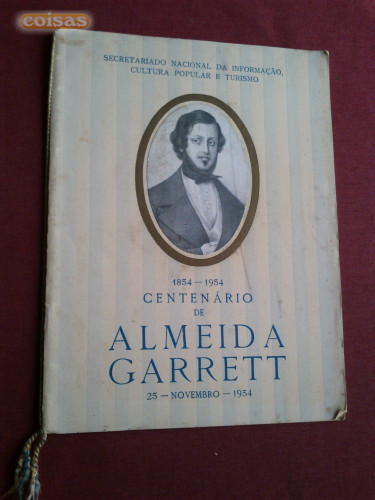 coisas
SECRETARIADO NACIONAL DA INFORMAÇÃO,
CULTURA POPULAR E TURISMO
1854 — 1954
CENTENÁRIO
DE
ALMEIDA
GARRETT
25 — NOVEMBRO — 1954